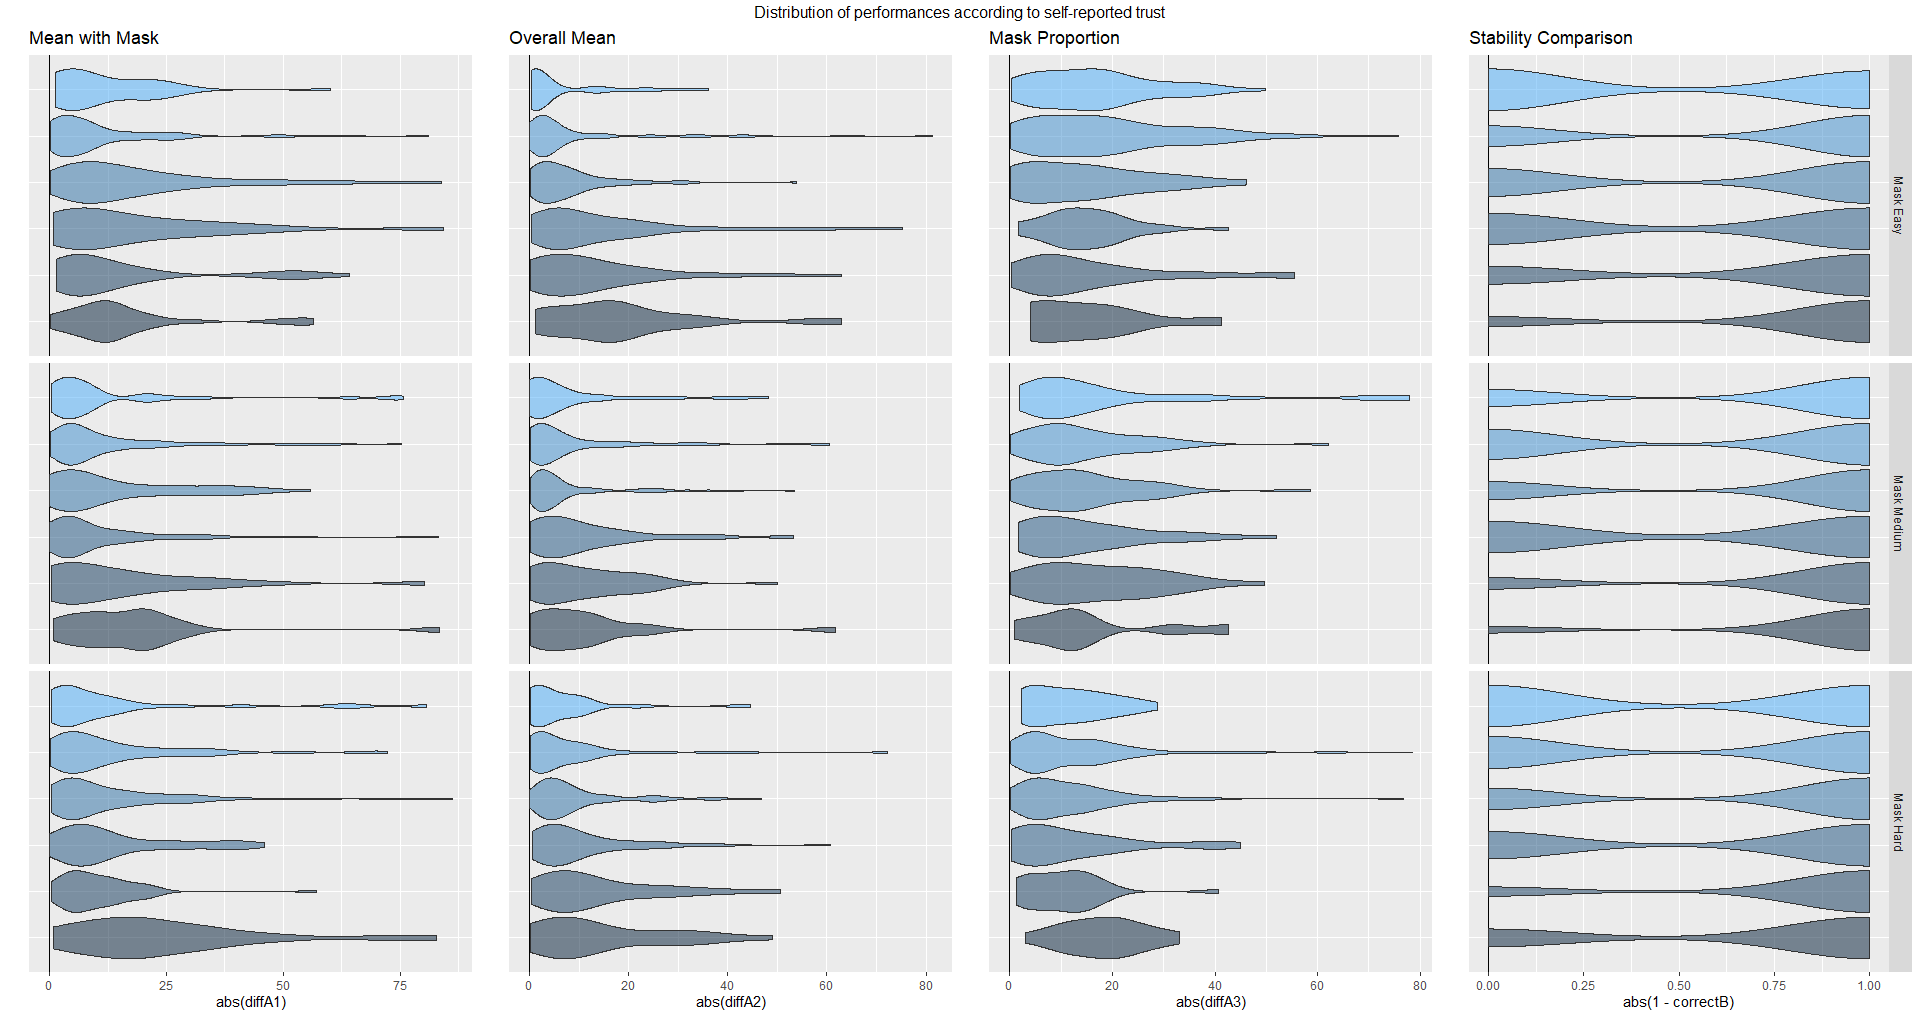 Distribution of performances according to self-reported trust
Mean with Mask
Overall Mean
Mask Proportion
Stability Comparison
Mask Easy
Mask Medium
Mask Hard
0 25 50 75
0 20 40 60 80
0 20 40 60 80
0.00 0.25 0.50 0.75 1.00
abs(diffA1)
abs(diffA2)
abs(diffA3)
abs(1 - correctB)